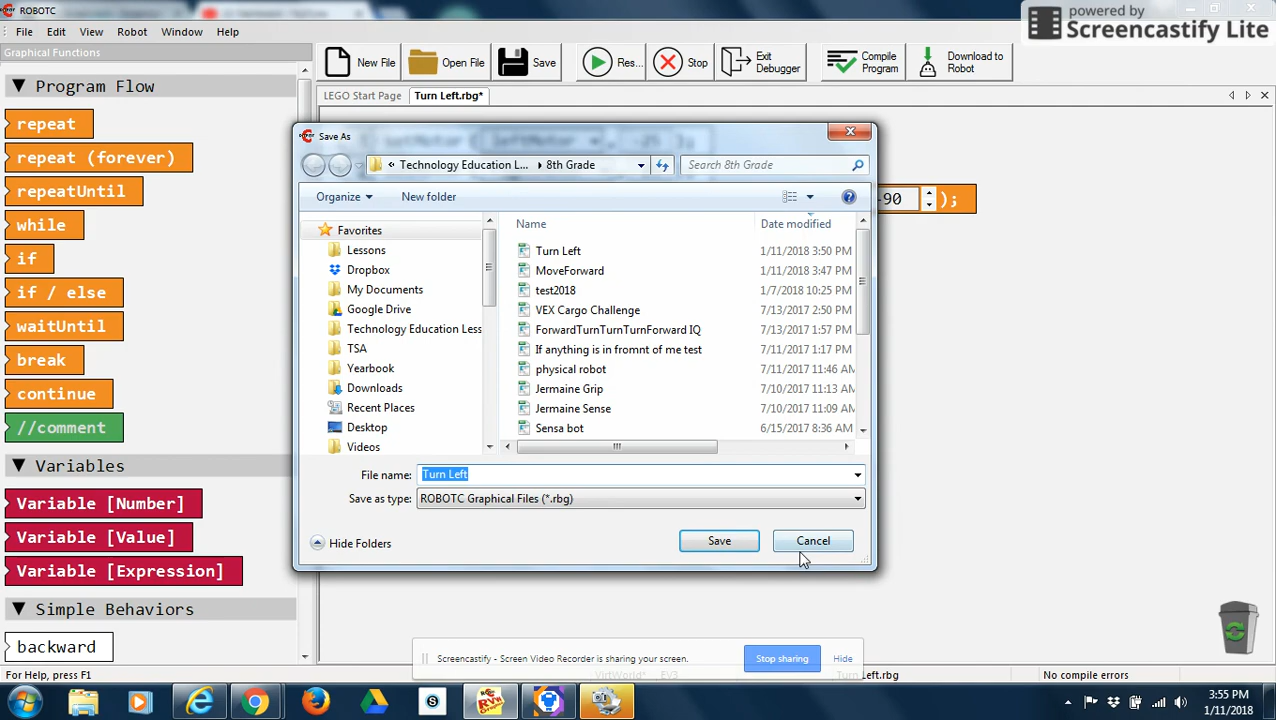 ROBOTC
powered by
Screencastify Lite
File Edit View Robot Window Help
Graphical Functions
Program Flow
repeat
repeat (forever)
repeatUntil
while
if
if / else
waitUntil
break
continue
//comment
Variables
Variable [Number]
Variable [Value]
Variable [Expression]
Simple Behaviors
backward
New File
Open File
Save
Res...
Stop
Exit
Debugger
Compile
Program
Download to
Robot
LEGO Start Page
Turn Left.rbg*
-90 );
Save As
« Technology Education L... 8th Grade
Search 8th Grade
Organize
New folder
Favorites
Lessons
Dropbox
My Documents
Google Drive
Technology Education Less
TSA
Yearbook
Downloads
Recent Places
Desktop
Videos
Name Date modified
Turn Left 1/11/2018 3:50 PM
MoveForward 1/11/2018 3:47 PM
test2018 1/7/2018 10:25 PM
VEX Cargo Challenge 7/13/2017 2:50 PM
ForwardTurnTurnTurnForward IQ 7/13/2017 1:57 PM
If anything is in fromnt of me test 7/11/2017 1:17 PM
physical robot 7/11/2017 11:46 AM
Jermaine Grip 7/10/2017 11:13 AM
Jermaine Sense 7/10/2017 11:09 AM
Sensa bot 6/15/2017 8:36 AM
File name: Turn Left
Save as type: ROBOTC Graphical Files (*.rbg)
Hide Folders
Save
Cancel
Screencastify - Screen Video Recorder is sharing your screen.
Stop sharing
Hide
For Help, press F1
VirtWorld* EV3
Turn Left.rbg
No compile errors
3:55 PM
1/11/2018